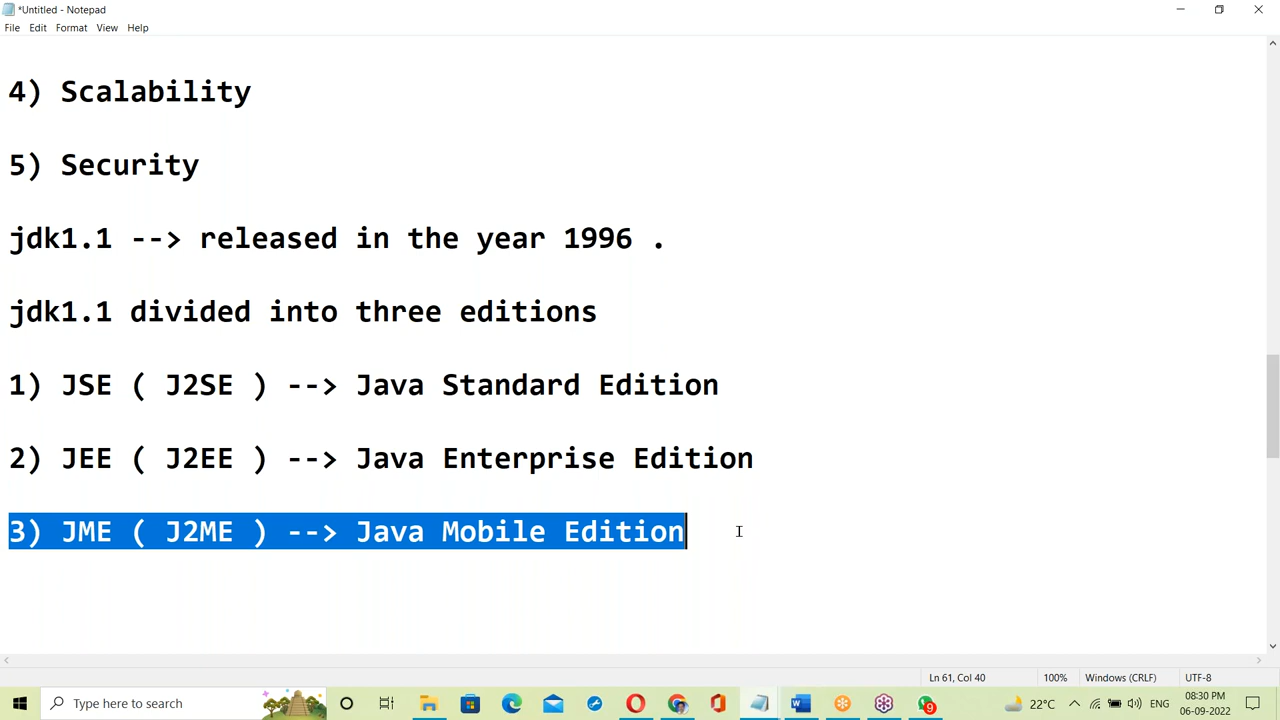 *Untitled - Notepad
File Edit Format View Help
4) Scalability
5) Security
jdk1.1 --> released in the year 1996 .
jdk1.1 divided into three editions
1) JSE ( J2SE ) --> Java Standard Edition
2) JEE ( J2EE ) --> Java Enterprise Edition
3) JME ( J2ME ) --> Java Mobile Edition
Ln 61, Col 40 100% Windows (CRLF) UTF-8
Type here to search
9
22°C
ENG
08:30 PM
06-09-2022